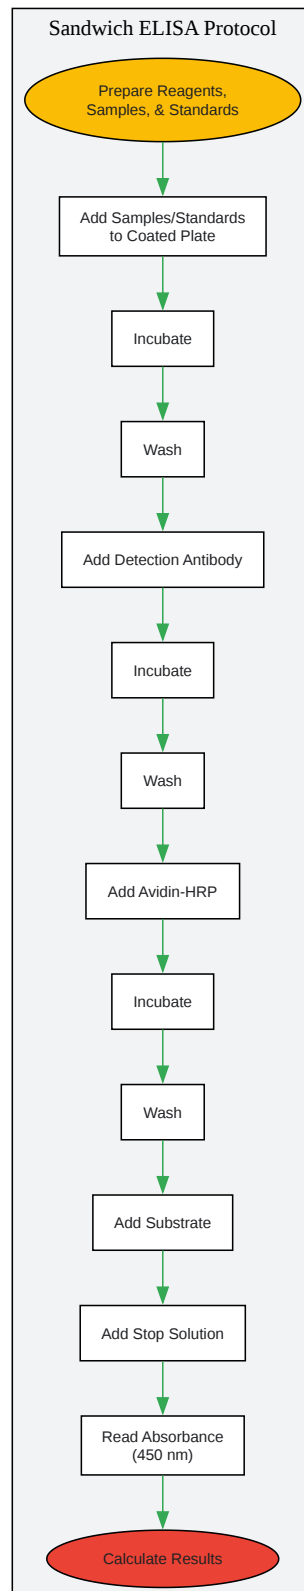 Sandwich ELISA Protocol
Prepare Reagents,
Samples, & Standards
Add Samples/Standards
to Coated Plate
Incubate
Wash
Add Detection Antibody
Incubate
Wash
Add Avidin-HRP
Incubate
Wash
Add Substrate
Add Stop Solution
Read Absorbance
(450 nm)
Calculate Results